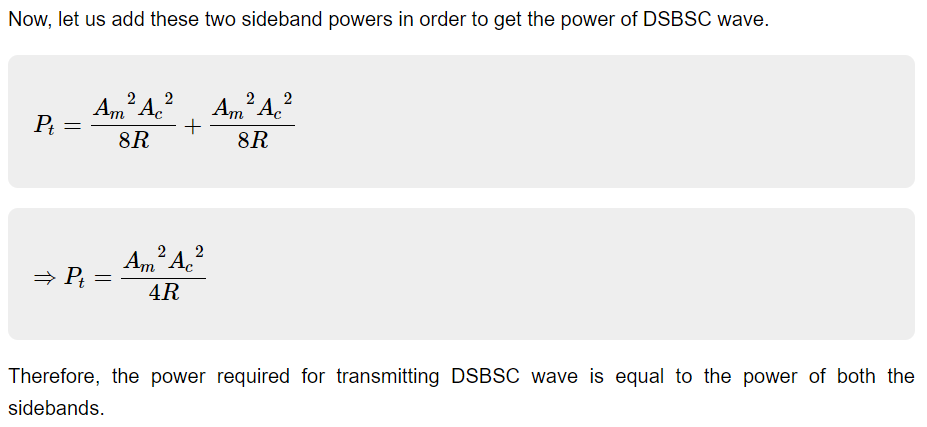 Now, let us add these two sideband powers in order to get the power of DSBSC wave.
$P_t = \frac{{A_m}^2 {A_c}^2}{8R} + \frac{{A_m}^2 {A_c}^2}{8R}$
$\Rightarrow P_t = \frac{{A_m}^2 {A_c}^2}{4R}$
Therefore, the power required for transmitting DSBSC wave is equal to the power of both the
sidebands.